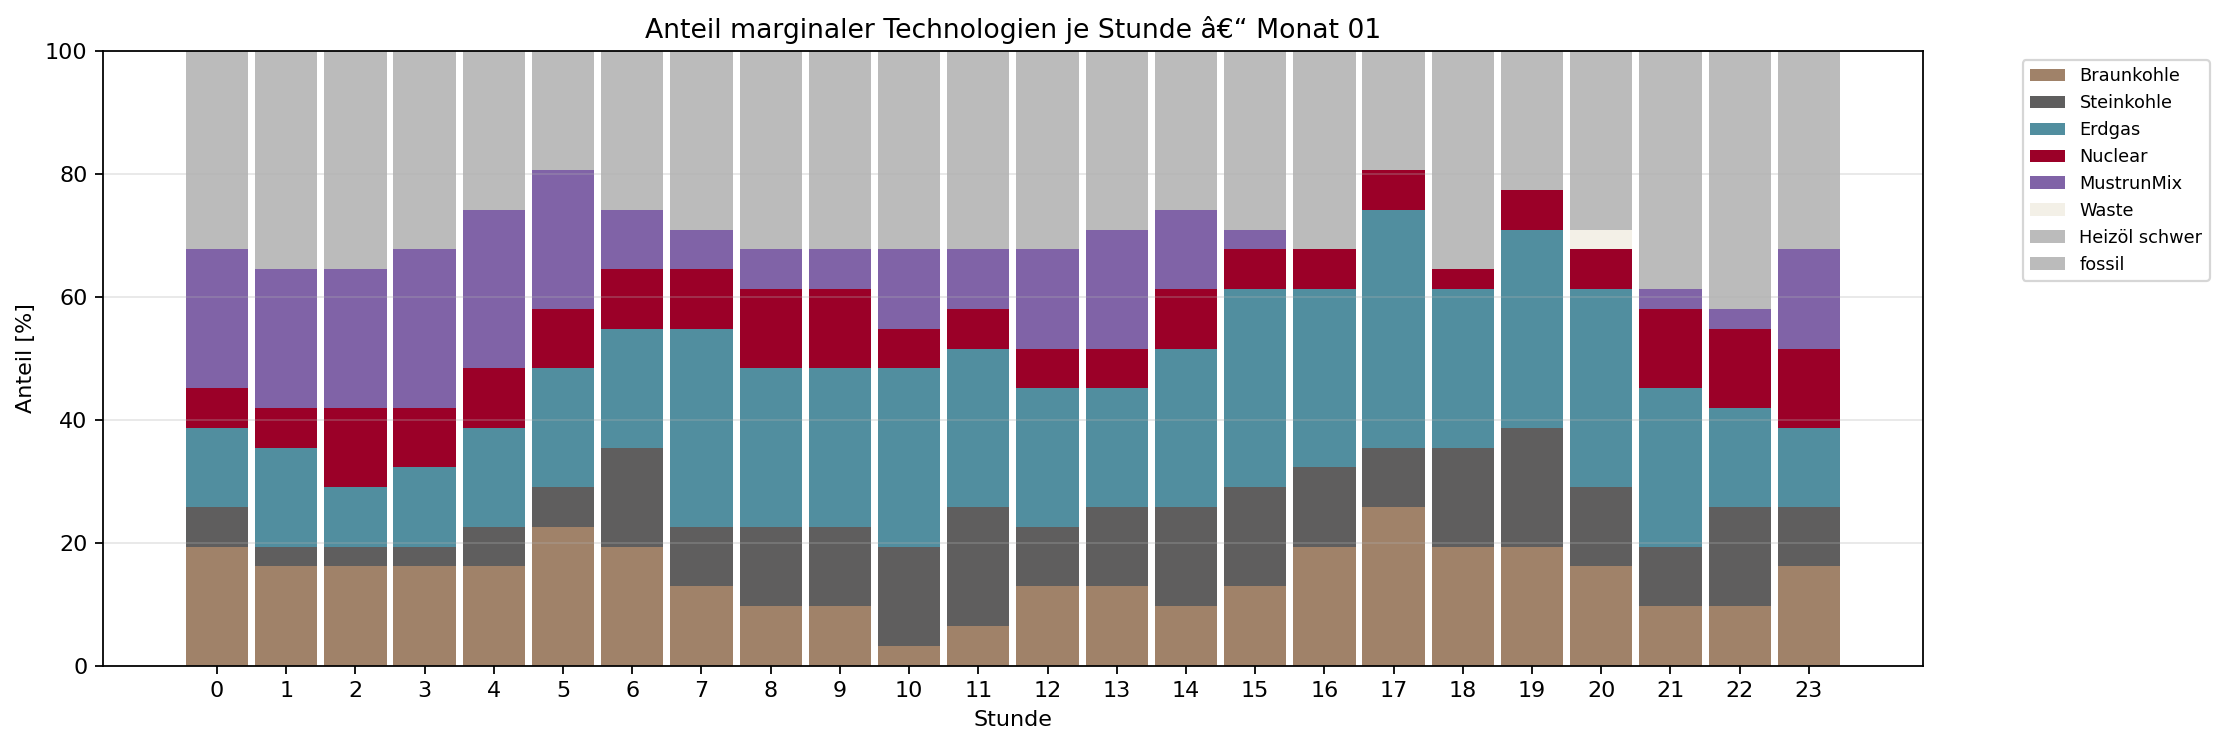 Anteil marginaler Technologien je Stunde â€“ Monat 01
Anteil [%]
100
80
60
40
20
0
0 1 2 3 4 5 6 7 8 9 10 11 12 13 14 15 16 17 18 19 20 21 22 23
Stunde
Braunkohle
Steinkohle
Erdgas
Nuclear
MustrunMix
Waste
Heizöl schwer
fossil